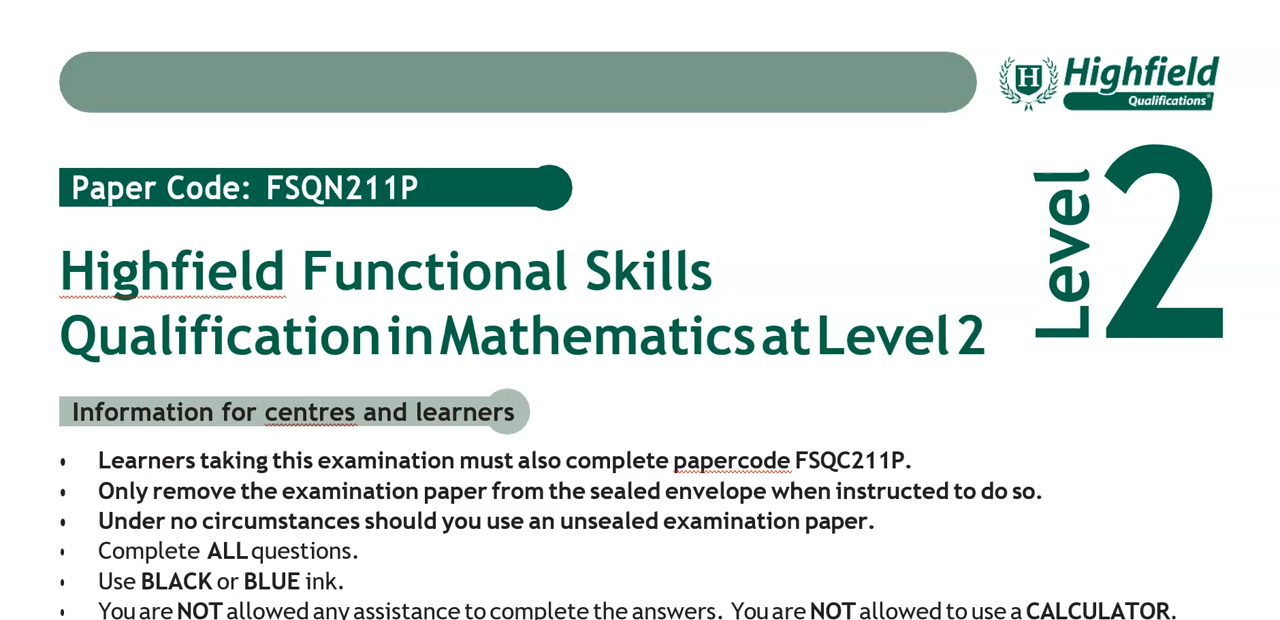 H Highfield
Qualifications
Paper Code: FSQN211P
Level 2
Highfield Functional Skills
Qualification in Mathematics at Level 2
Information for centres and learners
• Learners taking this examination must also complete papercode FSQC211P.
• Only remove the examination paper from the sealed envelope when instructed to do so.
• Under no circumstances should you use an unsealed examination paper.
• Complete ALL questions.
• Use BLACK or BLUE ink.
• You are NOT allowed any assistance to complete the answers. You are NOT allowed to use a CALCULATOR.